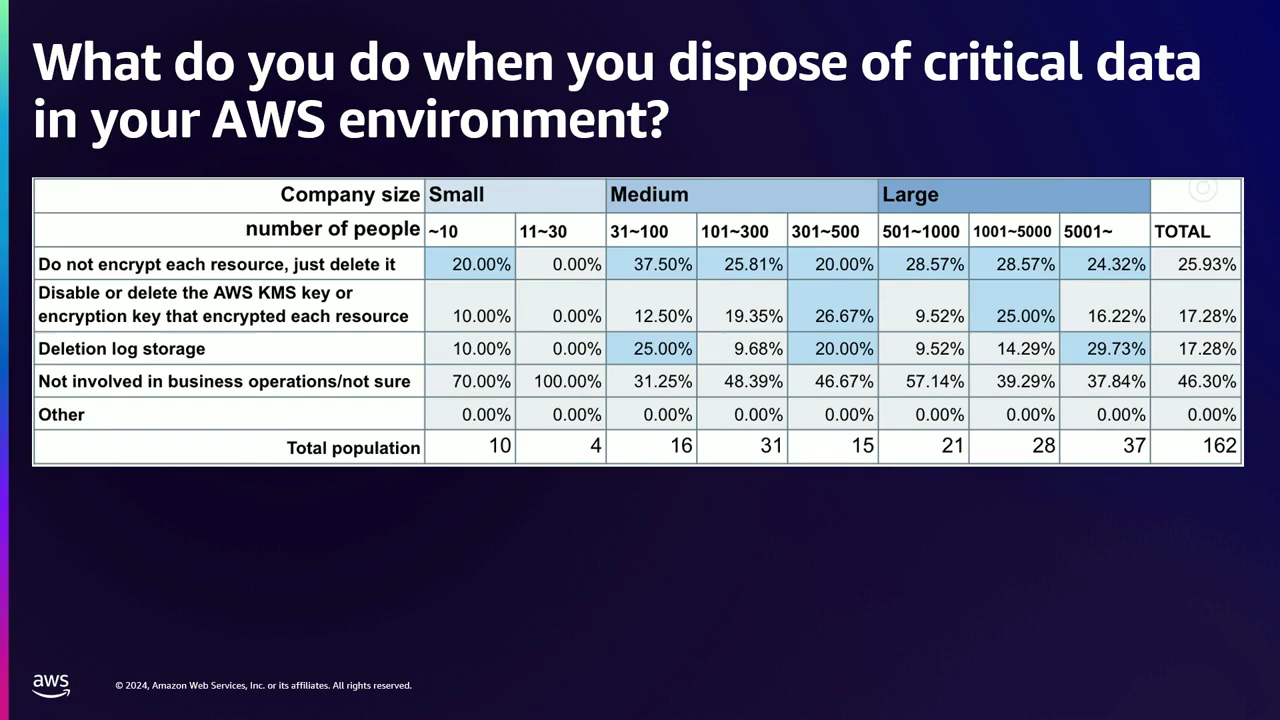 What do you do when you dispose of critical data
in your AWS environment?
Company size Small Medium Large
number of people ~10 11~30 31~100 101~300 301~500 501~1000 1001~5000 5001~ TOTAL
Do not encrypt each resource, just delete it 20.00% 0.00% 37.50% 25.81% 20.00% 28.57% 28.57% 24.32% 25.93%
Disable or delete the AWS KMS key or
encryption key that encrypted each resource 10.00% 0.00% 12.50% 19.35% 26.67% 9.52% 25.00% 16.22% 17.28%
Deletion log storage 10.00% 0.00% 25.00% 9.68% 20.00% 9.52% 14.29% 29.73% 17.28%
Not involved in business operations/not sure 70.00% 100.00% 31.25% 48.39% 46.67% 57.14% 39.29% 37.84% 46.30%
Other 0.00% 0.00% 0.00% 0.00% 0.00% 0.00% 0.00% 0.00% 0.00%
Total population 10 4 16 31 15 21 28 37 162
aws © 2024, Amazon Web Services, Inc. or its affiliates. All rights reserved.